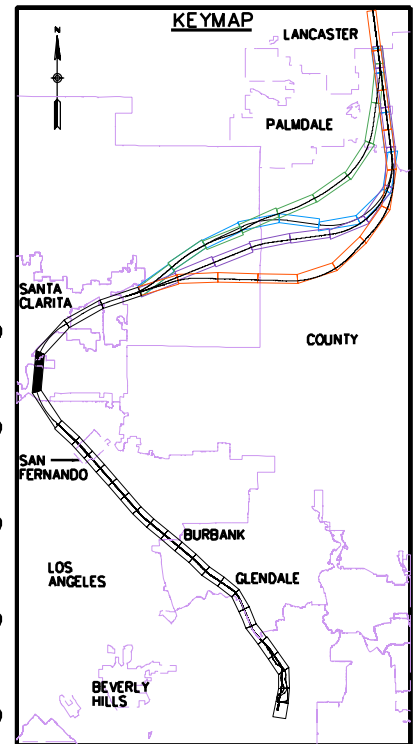 KEYMAP
N
LANCASTER
PALMDALE
SANTA
CLARITA
COUNTY
SAN
FERNANDO
BURBANK
LOS
ANGELES
GLENDALE
BEVERLY
HILLS